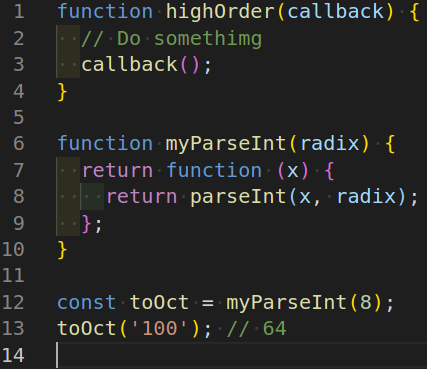 1 function highOrder(callback) {
2   // Do somethimg
3   callback();
4 }
5
6 function myParseInt(radix) {
7   return function (x) {
8     return parseInt(x, radix);
9   };
10 }
11
12 const toOct = myParseInt(8);
13 toOct('100'); // 64
14